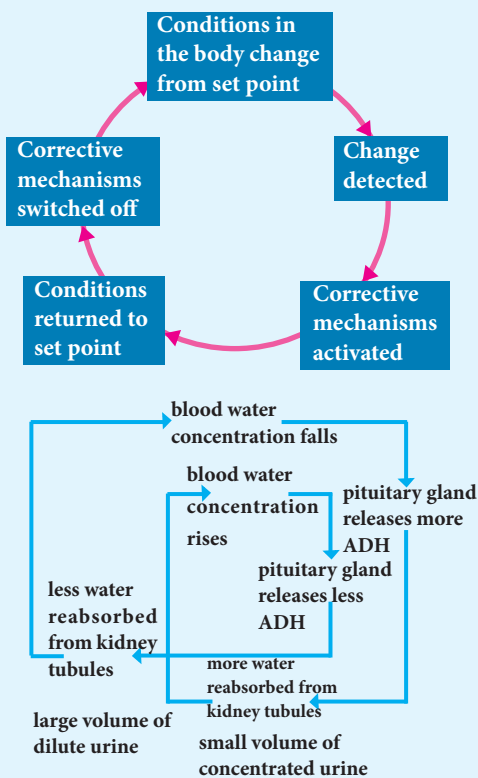 Conditions in
the body change
from set point
Change
detected
Corrective
mechanisms
activated
Conditions
returned to
set point
Corrective
mechanisms
switched off
blood water
concentration falls
pituitary gland
releases more
ADH
blood water
concentration
rises
pituitary gland
releases less
ADH
less water
reabsorbed
from kidney
tubules
large volume of
dilute urine
more water
reabsorbed from
kidney tubules
small volume of
concentrated urine